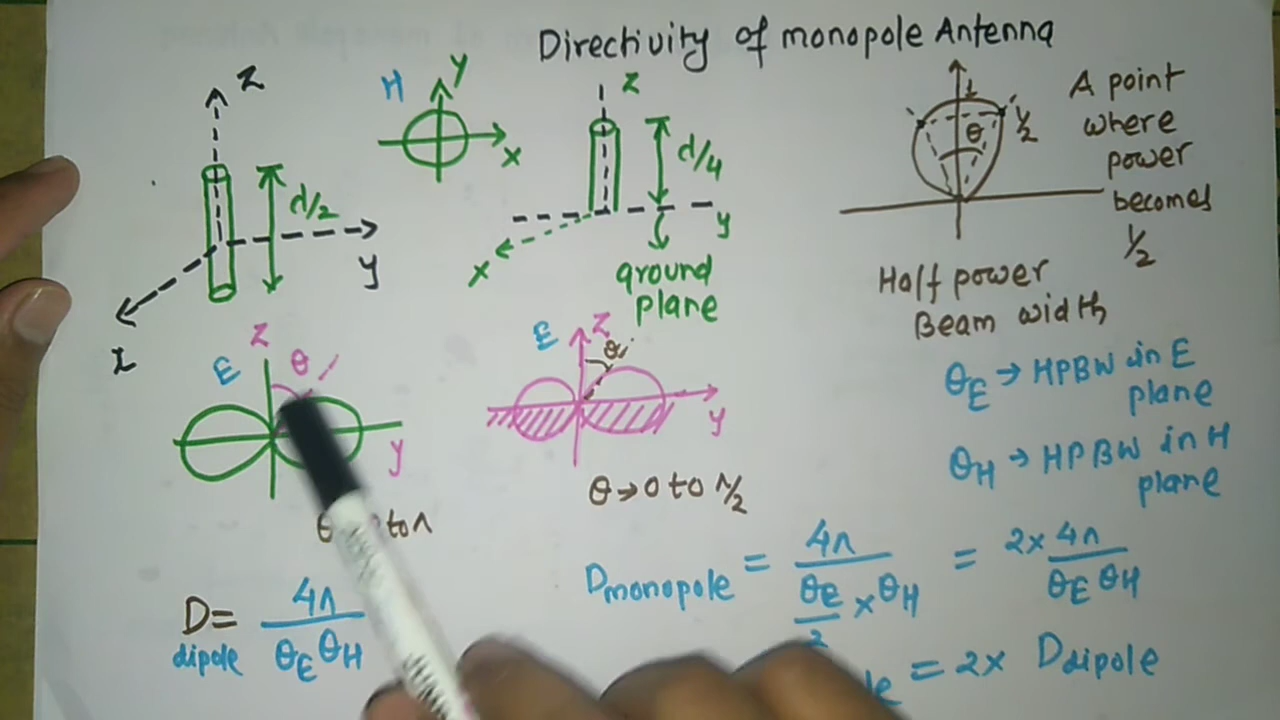 Directivity of monopole Antenna
z
d/2
y
x
H
y
x
z
d/4
y
x
ground
plane
θ
1/2
A point
where
power
becomes
1/2
Half power
Beam width
E
z
θ
y
E
z
θ
y
θ→0 to π/2
to π
θE → HPBW in E
plane
θH → HPBW in H
plane
D = 4π / θE θH
dipole
Dmonopole = 4π / (θE/2 × θH) = 2× 4π / θE θH
= 2× Ddipole